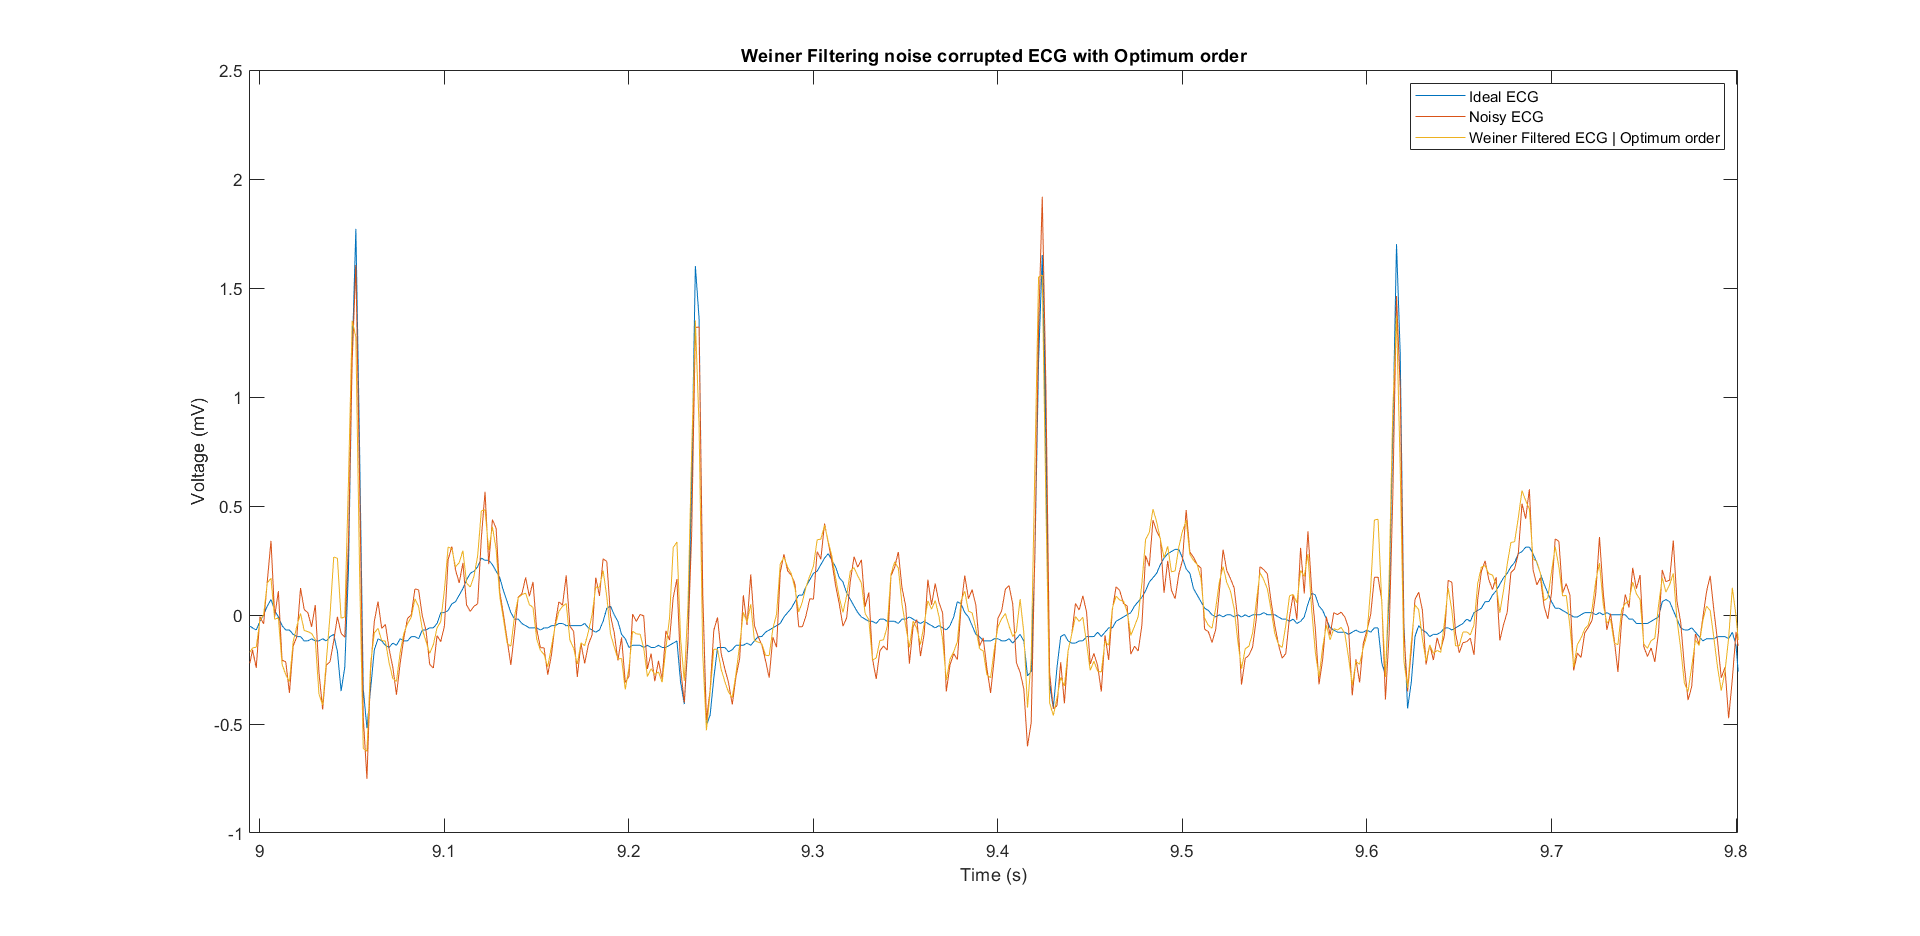 Weiner Filtering noise corrupted ECG with Optimum order
2.5
2
1.5
1
0.5
0
-0.5
-1
Voltage (mV)
Ideal ECG
Noisy ECG
Weiner Filtered ECG | Optimum order
9 9.1 9.2 9.3 9.4 9.5 9.6 9.7 9.8
Time (s)